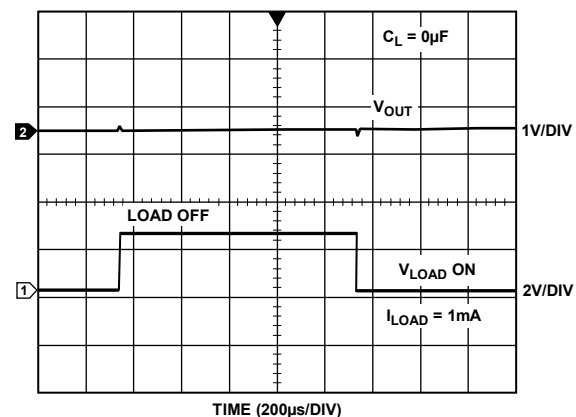 C_L = 0µF
V_OUT
2
1V/DIV
LOAD OFF
V_LOAD ON
1
2V/DIV
I_LOAD = 1mA
TIME (200µs/DIV)